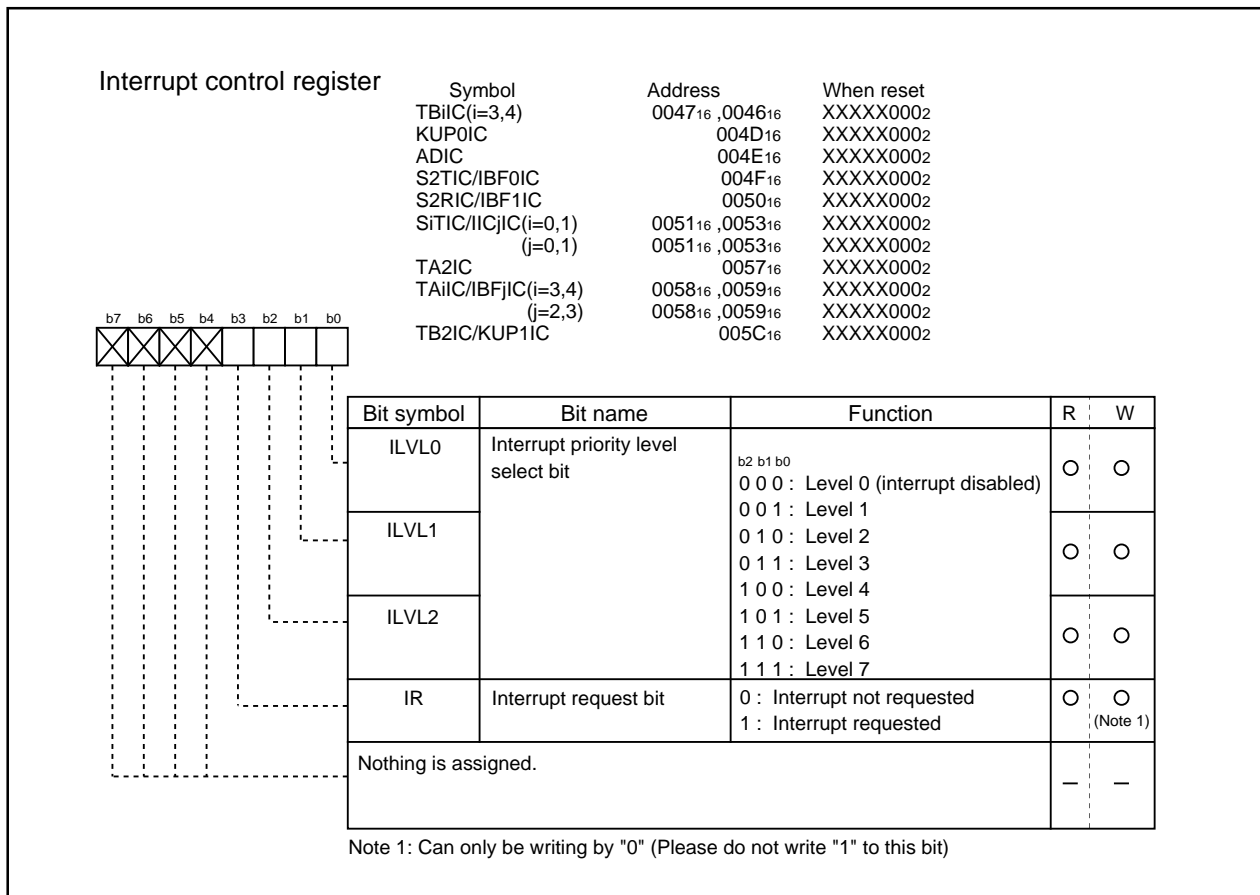 Interrupt control register
Symbol Address When reset
TBiIC(i=3,4) 004716 ,004616 XXXXX0002
KUP0IC 004D16 XXXXX0002
ADIC 004E16 XXXXX0002
S2TIC/IBF0IC 004F16 XXXXX0002
S2RIC/IBF1IC 005016 XXXXX0002
SiTIC/IICjIC(i=0,1) 005116 ,005316 XXXXX0002
(j=0,1) 005116 ,005316 XXXXX0002
TA2IC 005716 XXXXX0002
TAiIC/IBFjIC(i=3,4) 005816 ,005916 XXXXX0002
(j=2,3) 005816 ,005916 XXXXX0002
TB2IC/KUP1IC 005C16 XXXXX0002
b7 b6 b5 b4 b3 b2 b1 b0
Bit symbol Bit name Function R W
ILVL0 Interrupt priority level
select bit
b2 b1 b0
0 0 0 : Level 0 (interrupt disabled)
0 0 1 : Level 1
ILVL1 0 1 0 : Level 2
0 1 1 : Level 3
1 0 0 : Level 4
ILVL2 1 0 1 : Level 5
1 1 0 : Level 6
1 1 1 : Level 7
IR Interrupt request bit 0 : Interrupt not requested
1 : Interrupt requested (Note 1)
Nothing is assigned. – –
Note 1: Can only be writing by "0" (Please do not write "1" to this bit)